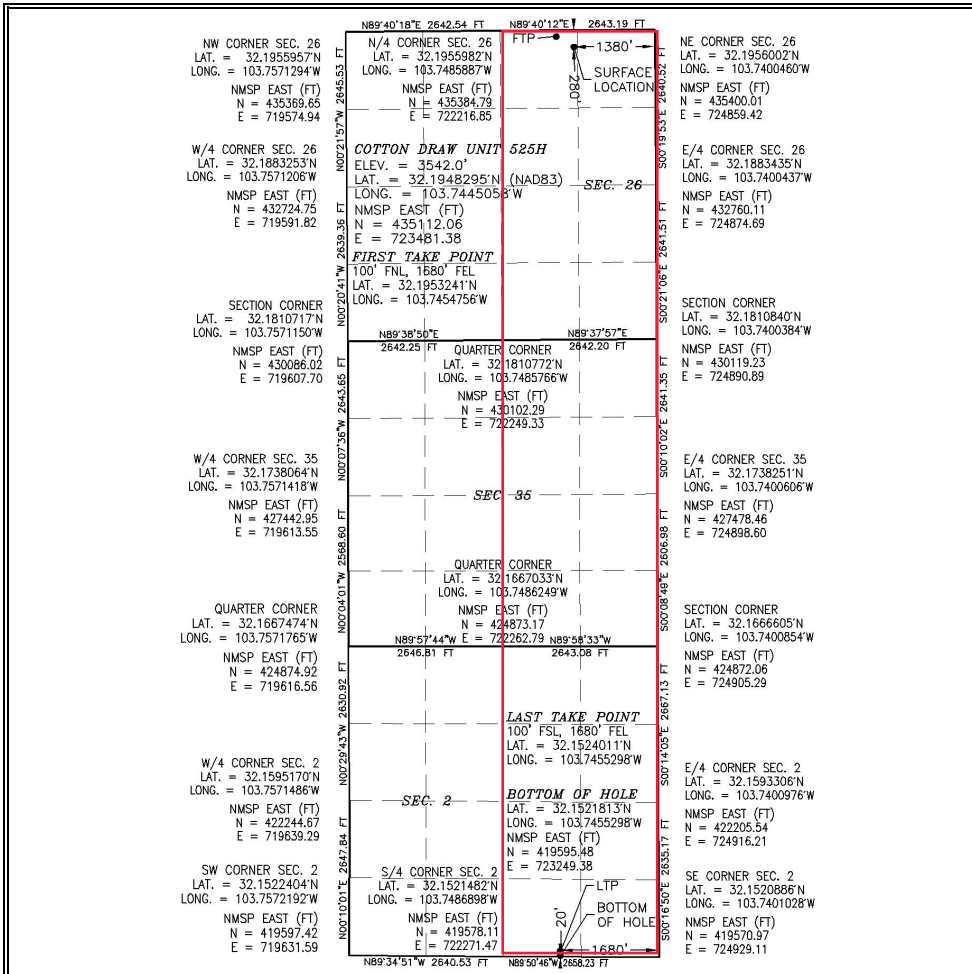 N89°40'18"E 2642.54 FT
N89°40'12"E 2643.19 FT
NW CORNER SEC. 26
LAT. = 32.1955957'N
LONG. = 103.7571294'W
NMSP EAST (FT)
N = 435369.65
E = 719574.94
N/4 CORNER SEC. 26
LAT. = 32.1955982'N
LONG. = 103.7485887'W
NMSP EAST (FT)
N = 435384.79
E = 722216.85
FTP
1380'
280'
SURFACE
LOCATION
NE CORNER SEC. 26
LAT. = 32.1956002'N
LONG. = 103.7400460'W
NMSP EAST (FT)
N = 435400.01
E = 724859.42
N00°21'57"W 2645.53 FT
S00°19'53"E 2640.52 FT
W/4 CORNER SEC. 26
LAT. = 32.1883253'N
LONG. = 103.7571206'W
NMSP EAST (FT)
N = 432724.75
E = 719591.82
COTTON DRAW UNIT 525H
ELEV. = 3542.0'
LAT. = 32.1948295'N (NAD83)
LONG. = 103.7445058'W
NMSP EAST (FT)
N = 435112.06
E = 723481.38
SEC. 26
FIRST TAKE POINT
100' FNL, 1680' FEL
LAT. = 32.1953241'N
LONG. = 103.7454756'W
E/4 CORNER SEC. 26
LAT. = 32.1883435'N
LONG. = 103.7400437'W
NMSP EAST (FT)
N = 432760.11
E = 724874.69
N00°20'41"W 2639.36 FT
S00°21'06"E 2641.51 FT
SECTION CORNER
LAT. = 32.1810717'N
LONG. = 103.7571150'W
NMSP EAST (FT)
N = 430086.02
E = 719607.70
N89°38'50"E
2642.25 FT
N89°37'57"E
2642.20 FT
QUARTER CORNER
LAT. = 32.1810772'N
LONG. = 103.7485766'W
NMSP EAST (FT)
N = 430102.29
E = 722249.33
SECTION CORNER
LAT. = 32.1810840'N
LONG. = 103.7400384'W
NMSP EAST (FT)
N = 430119.23
E = 724890.89
N00°07'36"W 2643.65 FT
S00°10'02"E 2641.35 FT
W/4 CORNER SEC. 35
LAT. = 32.1738064'N
LONG. = 103.7571418'W
NMSP EAST (FT)
N = 427442.95
E = 719613.55
SEC. 35
E/4 CORNER SEC. 35
LAT. = 32.1738251'N
LONG. = 103.7400606'W
NMSP EAST (FT)
N = 427478.46
E = 724898.60
N00°04'01"W 2568.60 FT
S00°08'49"E 2606.98 FT
QUARTER CORNER
LAT. = 32.1667474'N
LONG. = 103.7571765'W
NMSP EAST (FT)
N = 424874.92
E = 719616.56
QUARTER CORNER
LAT. = 32.1667033'N
LONG. = 103.7486249'W
NMSP EAST (FT)
N = 424873.17
E = 722262.79
N89°57'44"W
2646.81 FT
N89°58'33"W
2643.08 FT
SECTION CORNER
LAT. = 32.1666605'N
LONG. = 103.7400854'W
NMSP EAST (FT)
N = 424872.06
E = 724905.29
N00°29'43"W 2630.92 FT
S00°14'05"E 2667.13 FT
LAST TAKE POINT
100' FSL, 1680' FEL
LAT. = 32.1524011'N
LONG. = 103.7455298'W
W/4 CORNER SEC. 2
LAT. = 32.1595170'N
LONG. = 103.7571486'W
NMSP EAST (FT)
N = 422244.67
E = 719639.29
SEC. 2
BOTTOM OF HOLE
LAT. = 32.1521813'N
LONG. = 103.7455298'W
NMSP EAST (FT)
N = 419595.48
E = 723249.38
E/4 CORNER SEC. 2
LAT. = 32.1593306'N
LONG. = 103.7400976'W
NMSP EAST (FT)
N = 422205.54
E = 724916.21
N00°10'01"E 2647.84 FT
S00°16'50"E 2635.17 FT
SW CORNER SEC. 2
LAT. = 32.1522404'N
LONG. = 103.7572192'W
NMSP EAST (FT)
N = 419597.42
E = 719631.59
S/4 CORNER SEC. 2
LAT. = 32.1521482'N
LONG. = 103.7486898'W
NMSP EAST (FT)
N = 419578.11
E = 722271.47
LTP
BOTTOM
OF HOLE
20'
1680'
SE CORNER SEC. 2
LAT. = 32.1520886'N
LONG. = 103.7401028'W
NMSP EAST (FT)
N = 419570.97
E = 724929.11
N89°34'51"W 2640.53 FT
N89°50'46"W 2658.23 FT